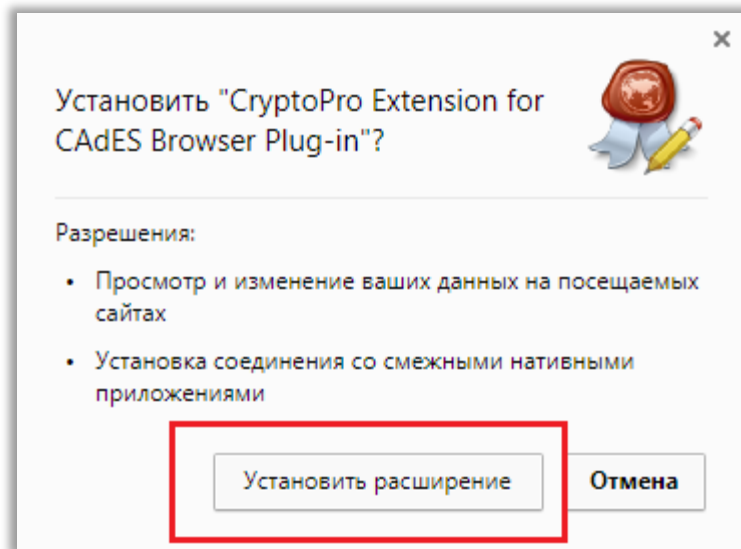 Установить "CryptoPro Extension for
CAdES Browser Plug-in"?
Разрешения:
• Просмотр и изменение ваших данных на посещаемых
сайтах
• Установка соединения со смежными нативными
приложениями
Установить расширение
Отмена